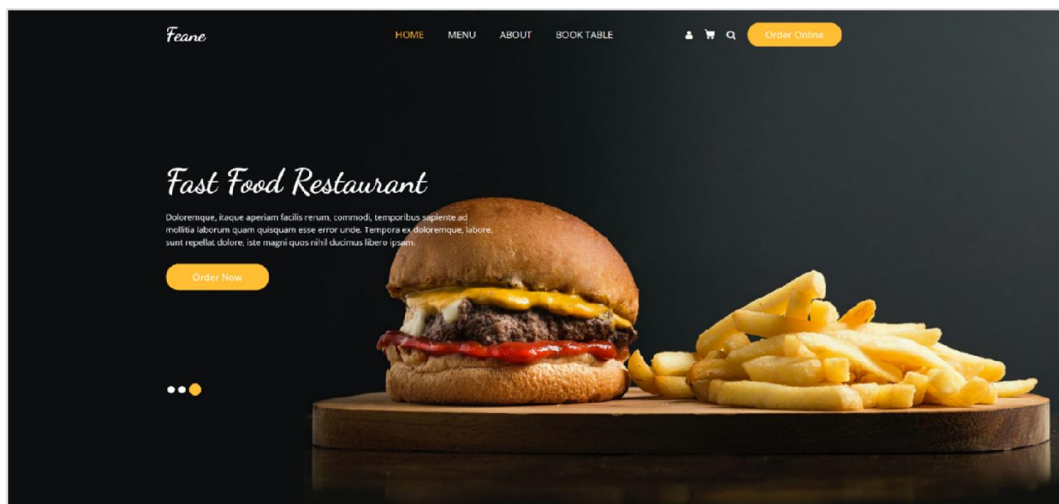 Feane
HOME MENU ABOUT BOOK TABLE Order Online
Fast Food Restaurant
Doloremque, itaque aperiam facilis rerum, commodi, temporibus sapiente ad
mollitia laborum quam quisquam esse error unde. Tempora ex doloremque, labore,
sunt repellat dolore, iste magni quos nihil ducimus libero ipsam.
Order Now